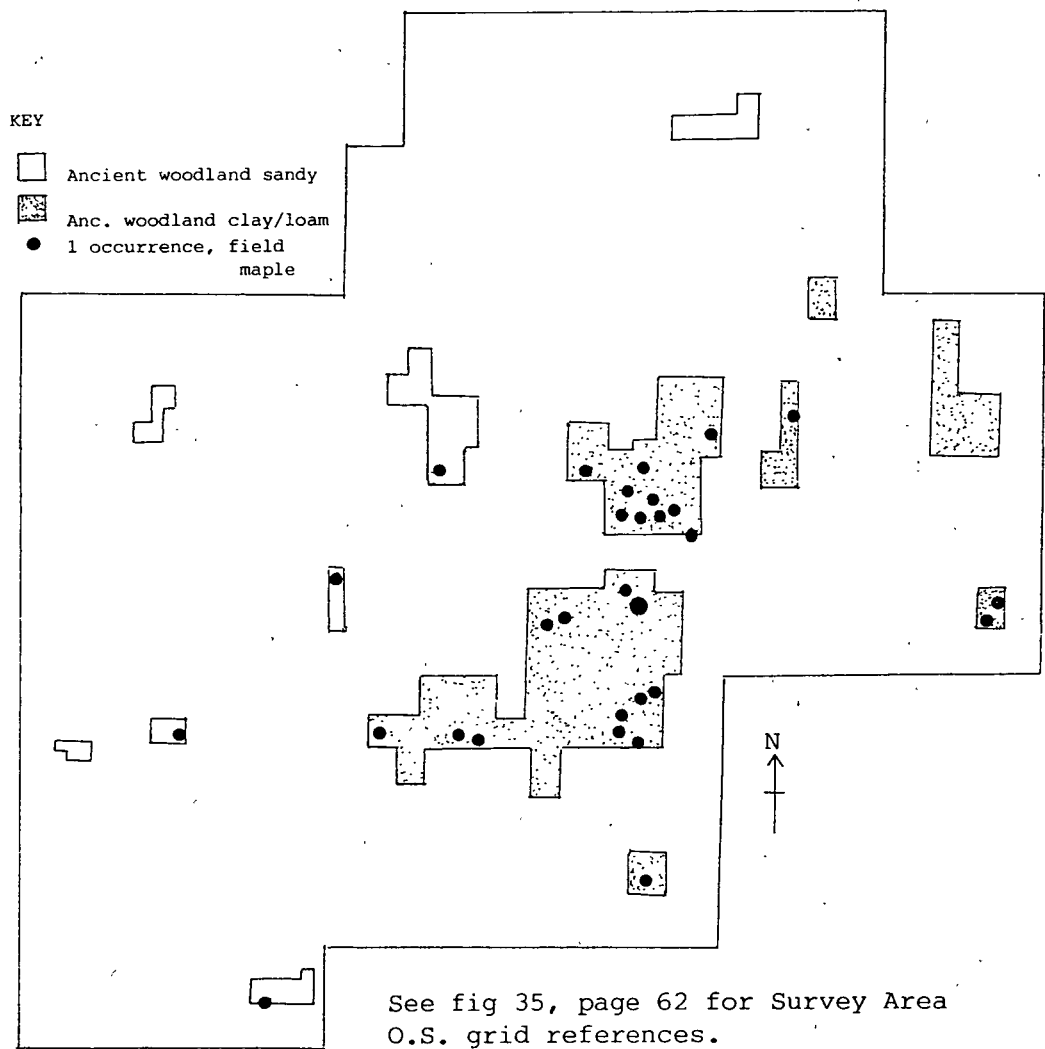 KEY
Ancient woodland sandy
Anc. woodland clay/loam
1 occurrence, field
maple
N
See fig 35, page 62 for Survey Area
O.S. grid references.